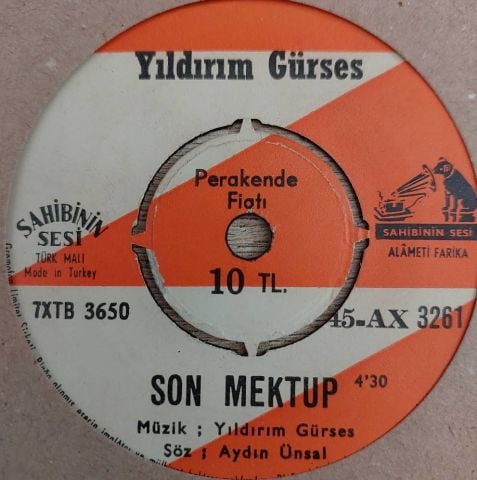 Yıldırım Gürses
Perakende
Fiatı
10 TL.
SAHİBİNİN
SESİ
TÜRK MALI
Made in Turkey
SAHİBİNİN SESİ
ALÂMETİ FARİKA
7XTB 3650
45-AX 3261
SON MEKTUP 4'30
Müzik ; Yıldırım Gürses
Söz ; Aydın Ünsal